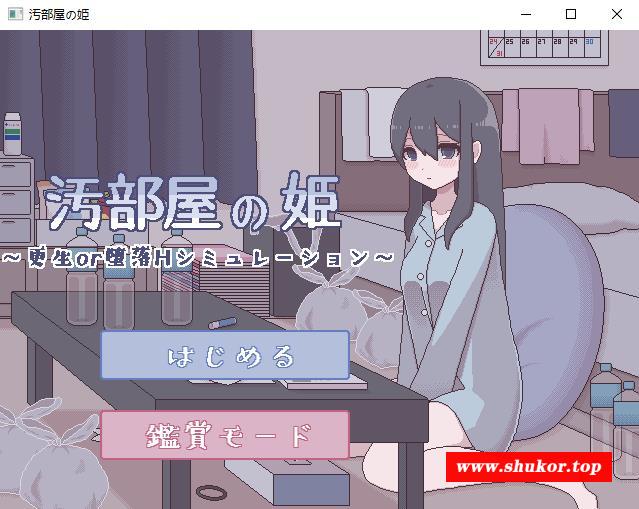 汚部屋の姫
24 25 26 27 28 29 30
31
汚部屋の姫
～更生or堕落Hシミュレーション～
はじめる
鑑賞モード
www.shukor.top